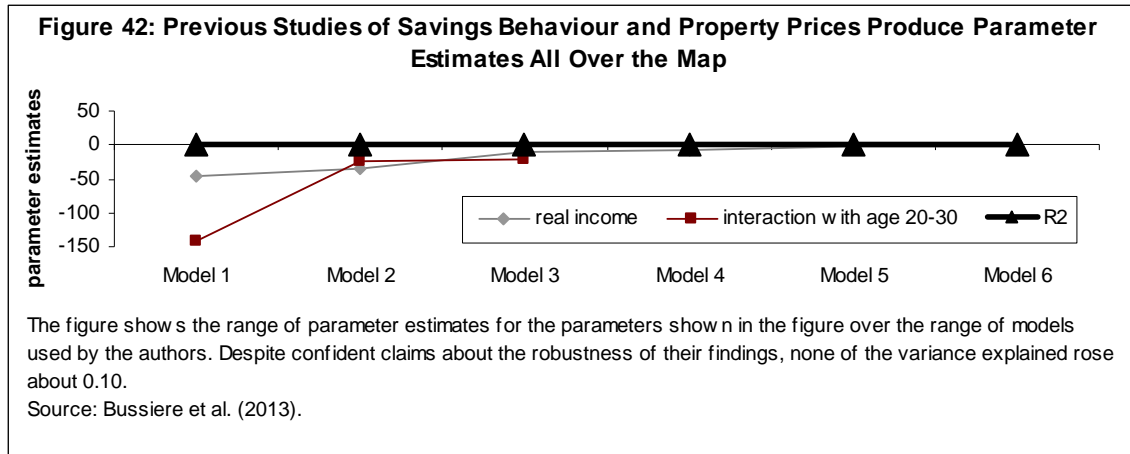 Figure 42: Previous Studies of Savings Behaviour and Property Prices Produce Parameter
Estimates All Over the Map
parameter estimates
50
0
-50
-100
-150
real income
interaction with age 20-30
R2
Model 1
Model 2
Model 3
Model 4
Model 5
Model 6
The figure shows the range of parameter estimates for the parameters shown in the figure over the range of models
used by the authors. Despite confident claims about the robustness of their findings, none of the variance explained rose
about 0.10.
Source: Bussiere et al. (2013).